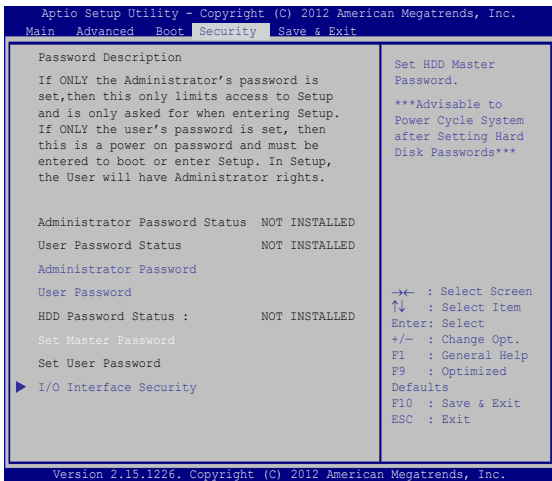 Aptio Setup Utility - Copyright (C) 2012 American Megatrends, Inc.
Main Advanced Boot Security Save & Exit
Password Description
If ONLY the Administrator's password is
set,then this only limits access to Setup
and is only asked for when entering Setup.
If ONLY the user's password is set, then
this is a power on password and must be
entered to boot or enter Setup. In Setup,
the User will have Administrator rights.
Administrator Password Status NOT INSTALLED
User Password Status NOT INSTALLED
Administrator Password
User Password
HDD Password Status : NOT INSTALLED
Set Master Password
Set User Password
I/O Interface Security
Set HDD Master
Password.
***Advisable to
Power Cycle System
after Setting Hard
Disk Passwords***
→← : Select Screen
↑↓ : Select Item
Enter: Select
+/− : Change Opt.
F1 : General Help
F9 : Optimized
Defaults
F10 : Save & Exit
ESC : Exit
Version 2.15.1226. Copyright (C) 2012 American Megatrends, Inc.